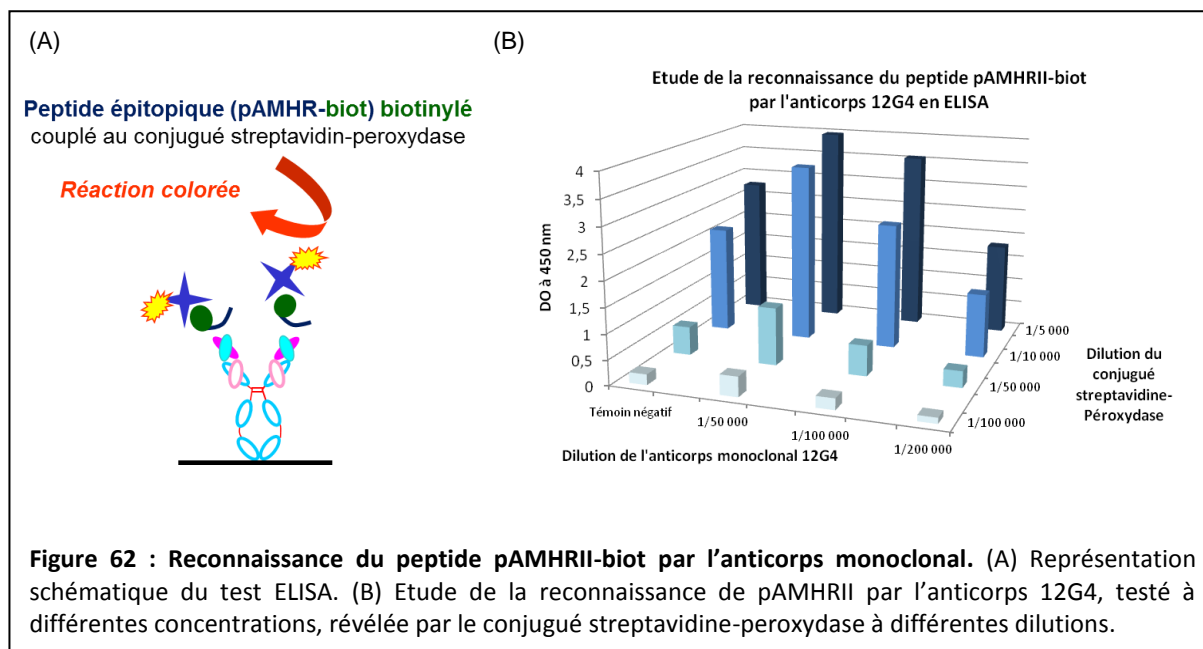 (A)
Peptide épitopique (pAMHR-biot) biotinylé
couplé au conjugué streptavidin-peroxydase
Réaction colorée
(B)
Etude de la reconnaissance du peptide pAMHRII-biot
par l'anticorps 12G4 en ELISA
DO à 450 nm
4
3,5
3
2,5
2
1,5
1
0,5
0
Témoin négatif
1/50 000
1/100 000
1/200 000
Dilution de l'anticorps monoclonal 12G4
1/5 000
1/10 000
1/50 000
1/100 000
Dilution du
conjugué
streptavidine-
Péroxydase
Figure 62 : Reconnaissance du peptide pAMHRII-biot par l'anticorps monoclonal. (A) Représentation
schématique du test ELISA. (B) Etude de la reconnaissance de pAMHRII par l'anticorps 12G4, testé à
différentes concentrations, révélée par le conjugué streptavidine-peroxydase à différentes dilutions.